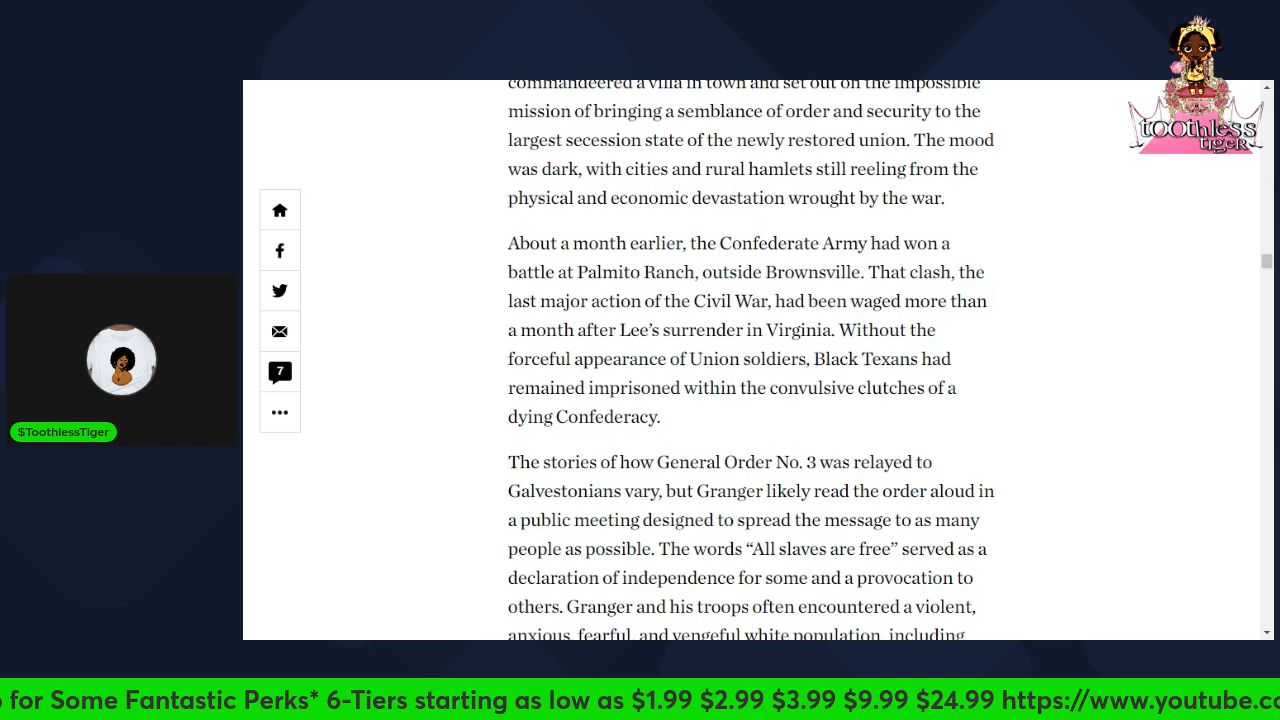 commandeered a villa in town and set out on the impossible
mission of bringing a semblance of order and security to the
largest secession state of the newly restored union. The mood
was dark, with cities and rural hamlets still reeling from the
physical and economic devastation wrought by the war.
About a month earlier, the Confederate Army had won a
battle at Palmito Ranch, outside Brownsville. That clash, the
last major action of the Civil War, had been waged more than
a month after Lee’s surrender in Virginia. Without the
forceful appearance of Union soldiers, Black Texans had
remained imprisoned within the convulsive clutches of a
dying Confederacy.
The stories of how General Order No. 3 was relayed to
Galvestonians vary, but Granger likely read the order aloud in
a public meeting designed to spread the message to as many
people as possible. The words “All slaves are free” served as a
declaration of independence for some and a provocation to
others. Granger and his troops often encountered a violent,
anxious, fearful, and vengeful white population, including
7
$ToothlessTiger
tOOthless
tigeR
for Some Fantastic Perks* 6-Tiers starting as low as $1.99 $2.99 $3.99 $9.99 $24.99 https://www.youtube.co